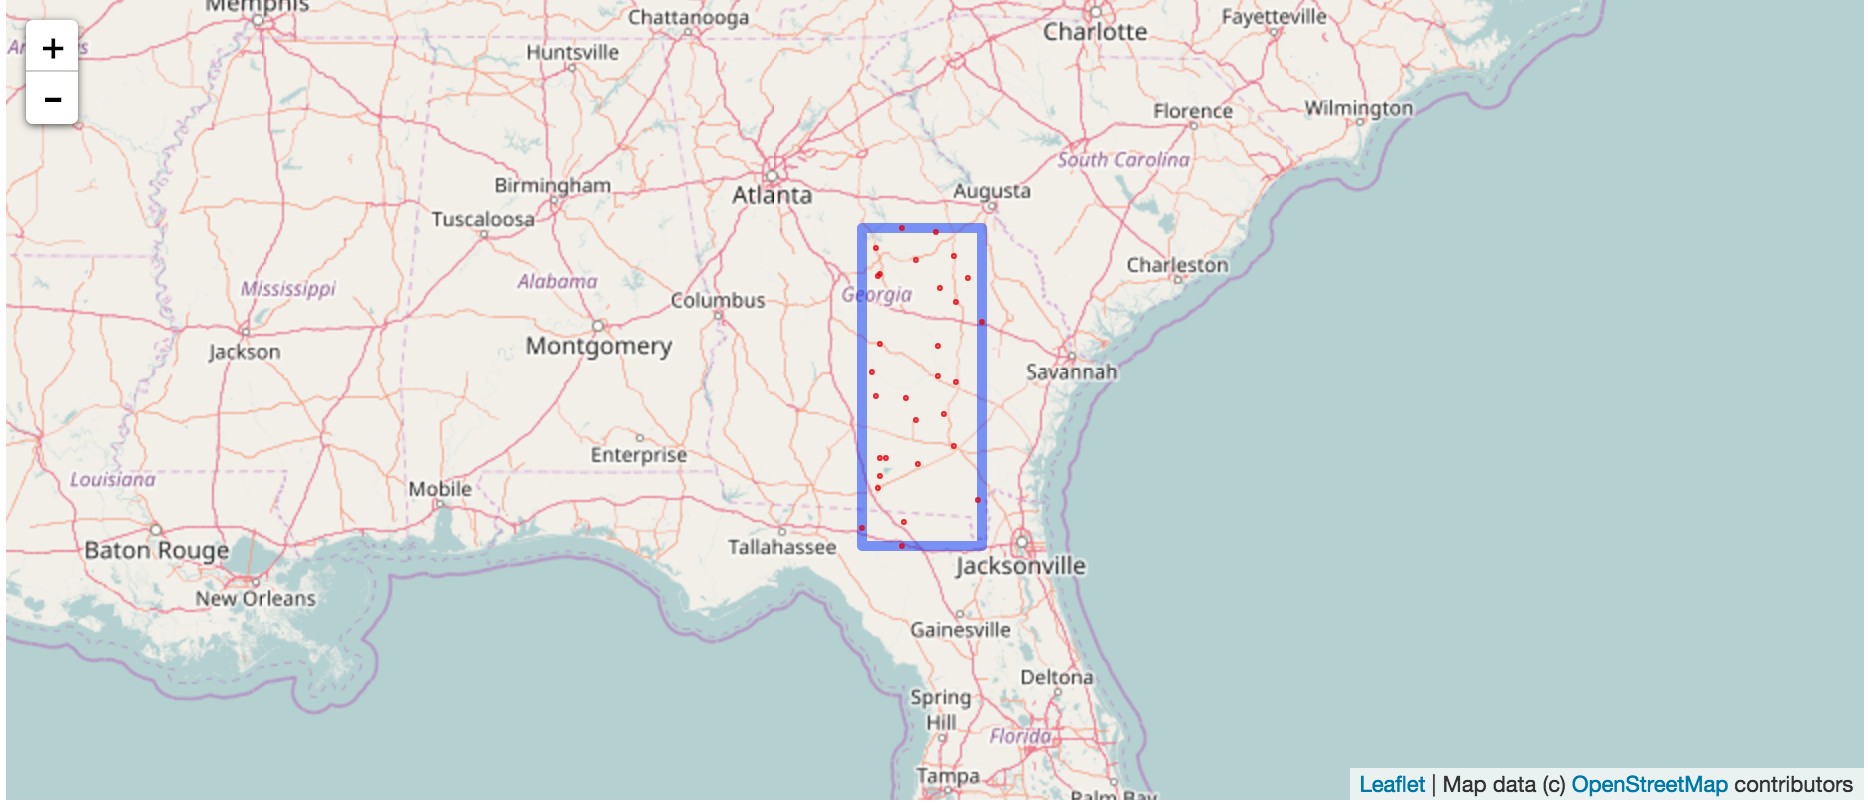 Memphis
Chattanooga
Charlotte
Fayetteville
+
Huntsville
−
Florence
Wilmington
South Carolina
Birmingham
Atlanta
Augusta
Tuscaloosa
Charleston
Mississippi
Alabama
Georgia
Columbus
Jackson
Montgomery
Savannah
Enterprise
Louisiana
Mobile
Baton Rouge
Tallahassee
Jacksonville
New Orleans
Gainesville
Deltona
Spring
Hill
Florida
Tampa
Palm Bay
Leaflet | Map data (c) OpenStreetMap contributors